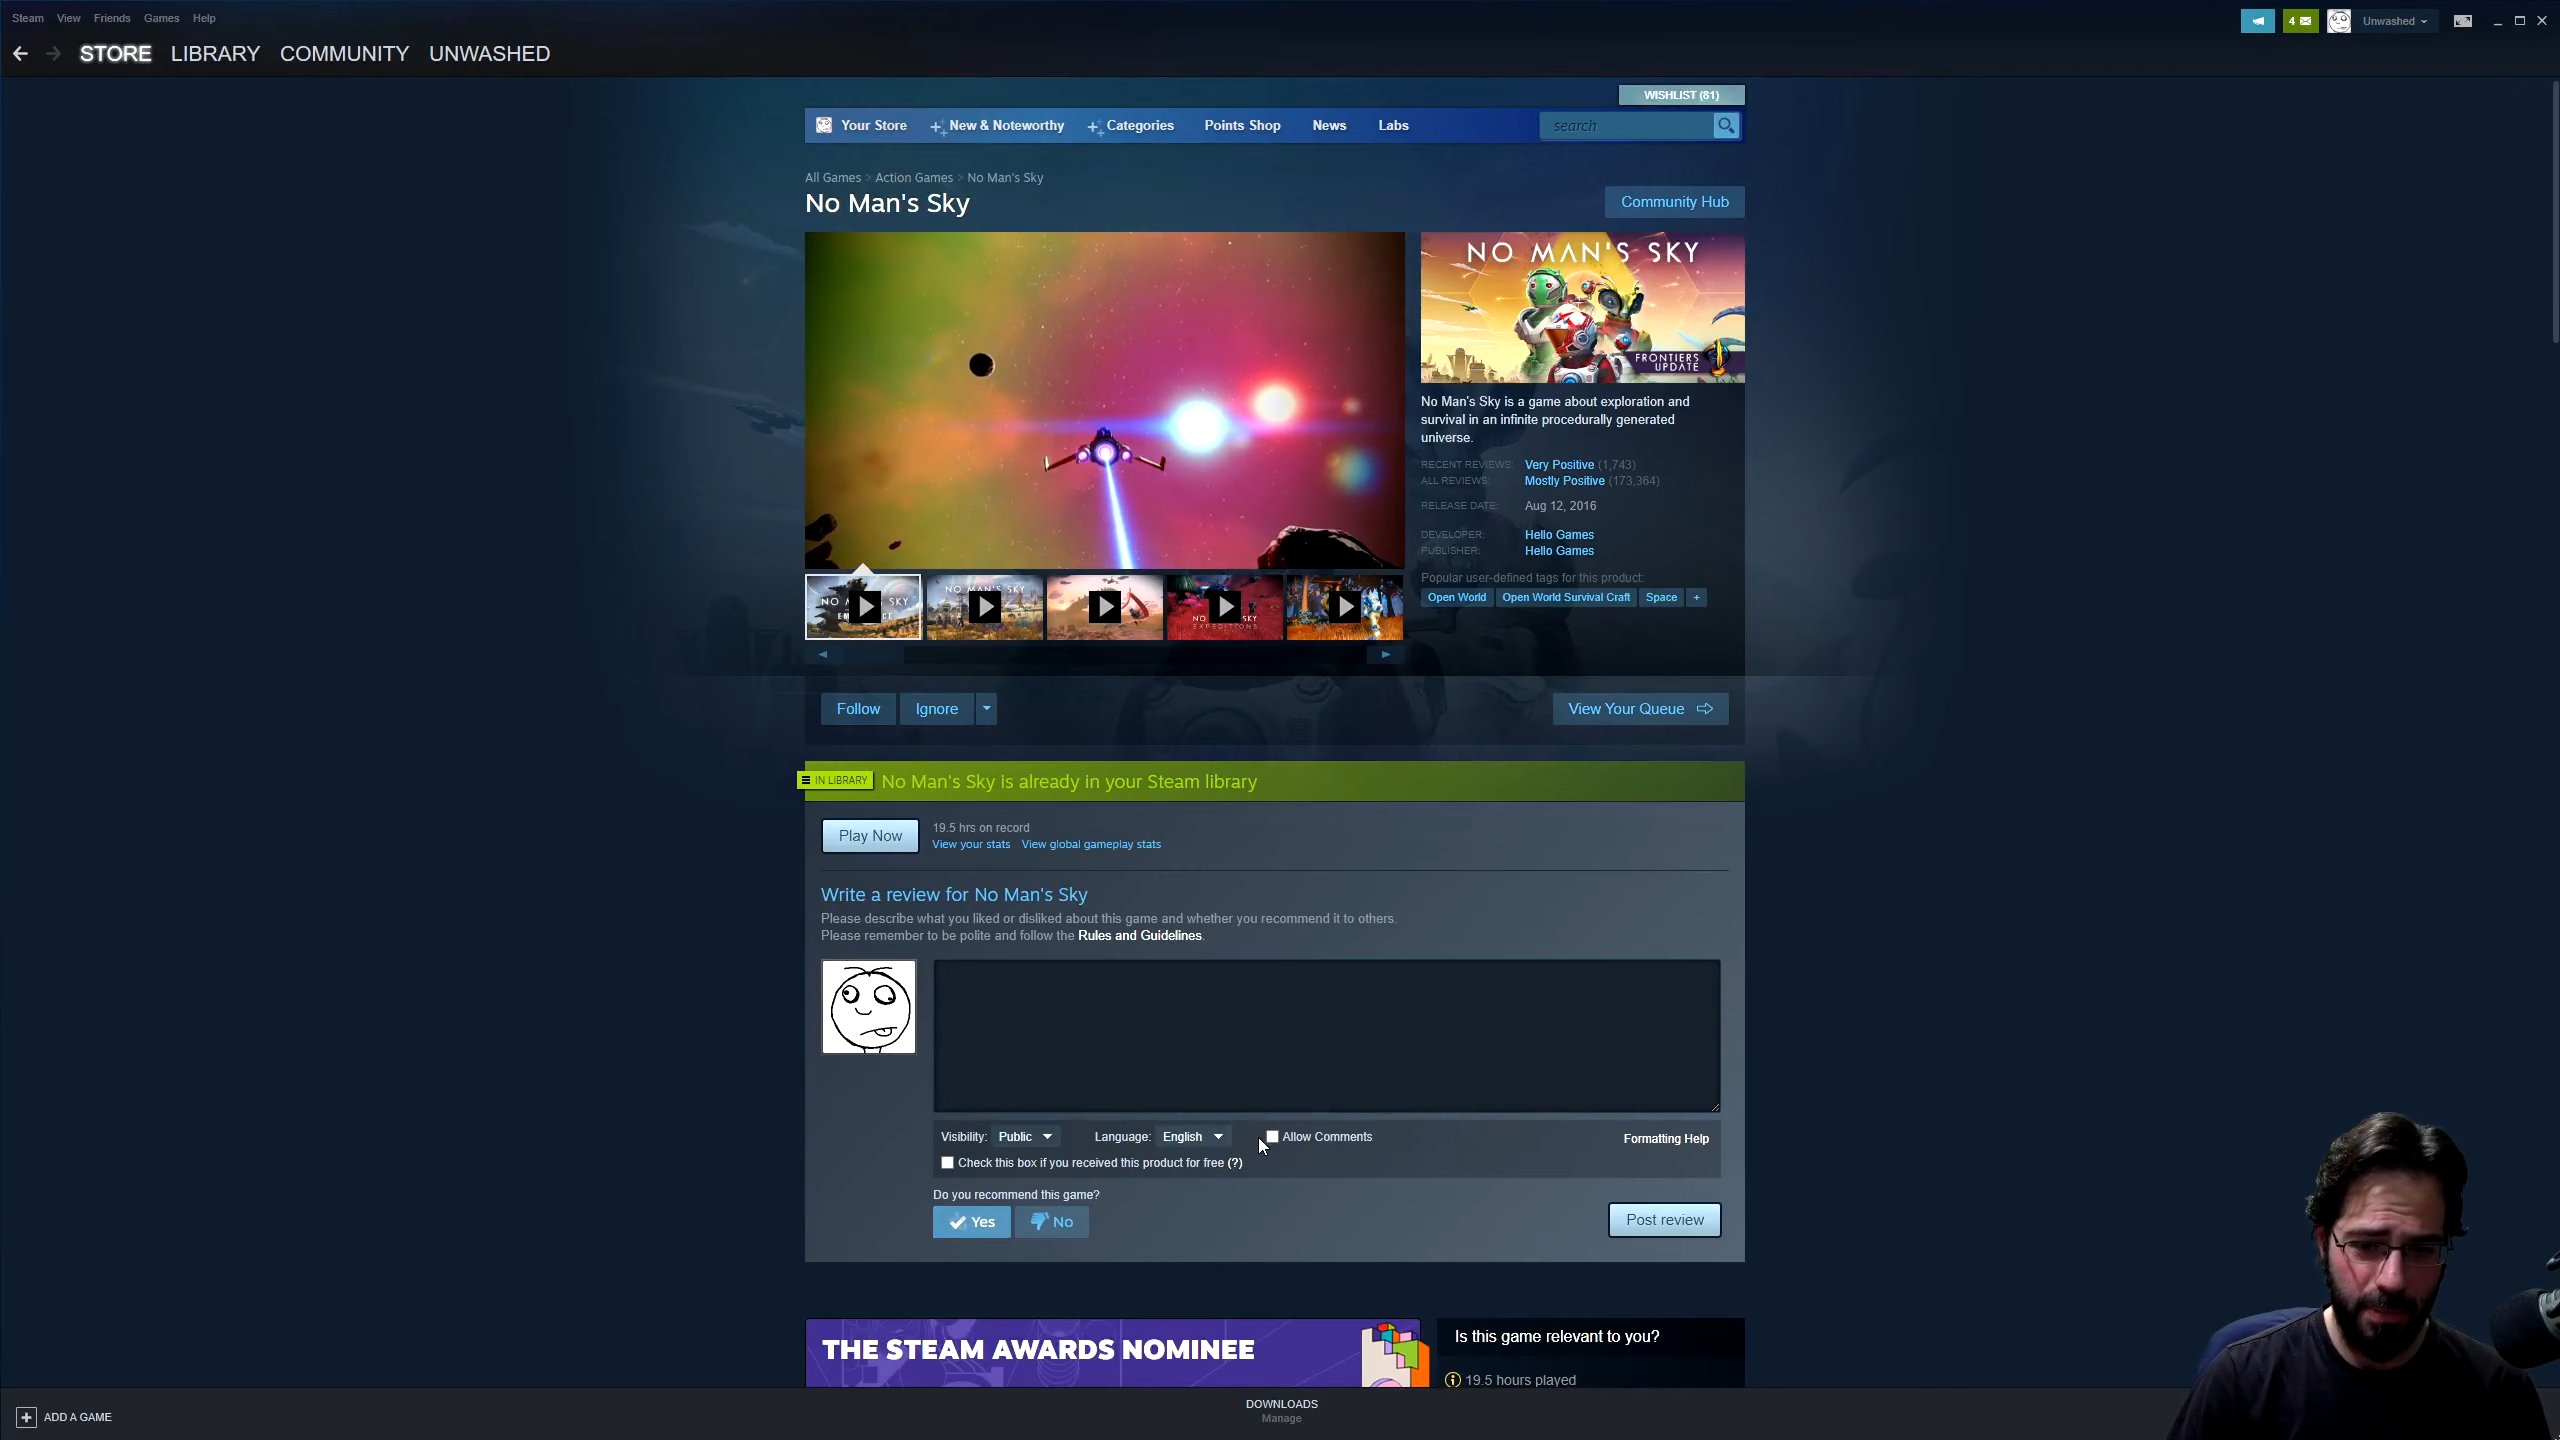 Steam View Friends Games Help
4 Unwashed
STORE LIBRARY COMMUNITY UNWASHED
WISHLIST (81)
Your Store New & Noteworthy Categories Points Shop News Labs search
All Games > Action Games > No Man's Sky
No Man's Sky
Community Hub
NO MAN'S SKY
FRONTIERS
UPDATE
No Man's Sky is a game about exploration and
survival in an infinite procedurally generated
universe.
RECENT REVIEWS: Very Positive (1,743)
ALL REVIEWS: Mostly Positive (173,364)
RELEASE DATE: Aug 12, 2016
DEVELOPER: Hello Games
PUBLISHER: Hello Games
Popular user-defined tags for this product:
Open World Open World Survival Craft Space +
Follow Ignore View Your Queue
IN LIBRARY No Man's Sky is already in your Steam library
Play Now
19.5 hrs on record
View your stats View global gameplay stats
Write a review for No Man's Sky
Please describe what you liked or disliked about this game and whether you recommend it to others.
Please remember to be polite and follow the Rules and Guidelines.
Visibility: Public Language: English Allow Comments Formatting Help
Check this box if you received this product for free (?)
Do you recommend this game?
Yes No Post review
THE STEAM AWARDS NOMINEE
Is this game relevant to you?
19.5 hours played
ADD A GAME
DOWNLOADS
Manage